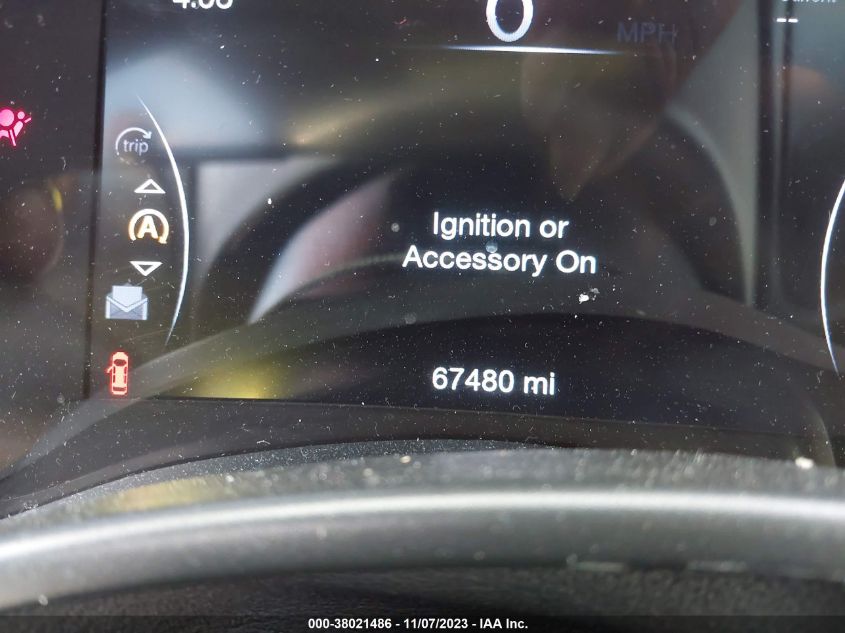 0
MPH
trip
A
Ignition or
Accessory On
67480 mi
000-38021486 - 11/07/2023 - IAA Inc.